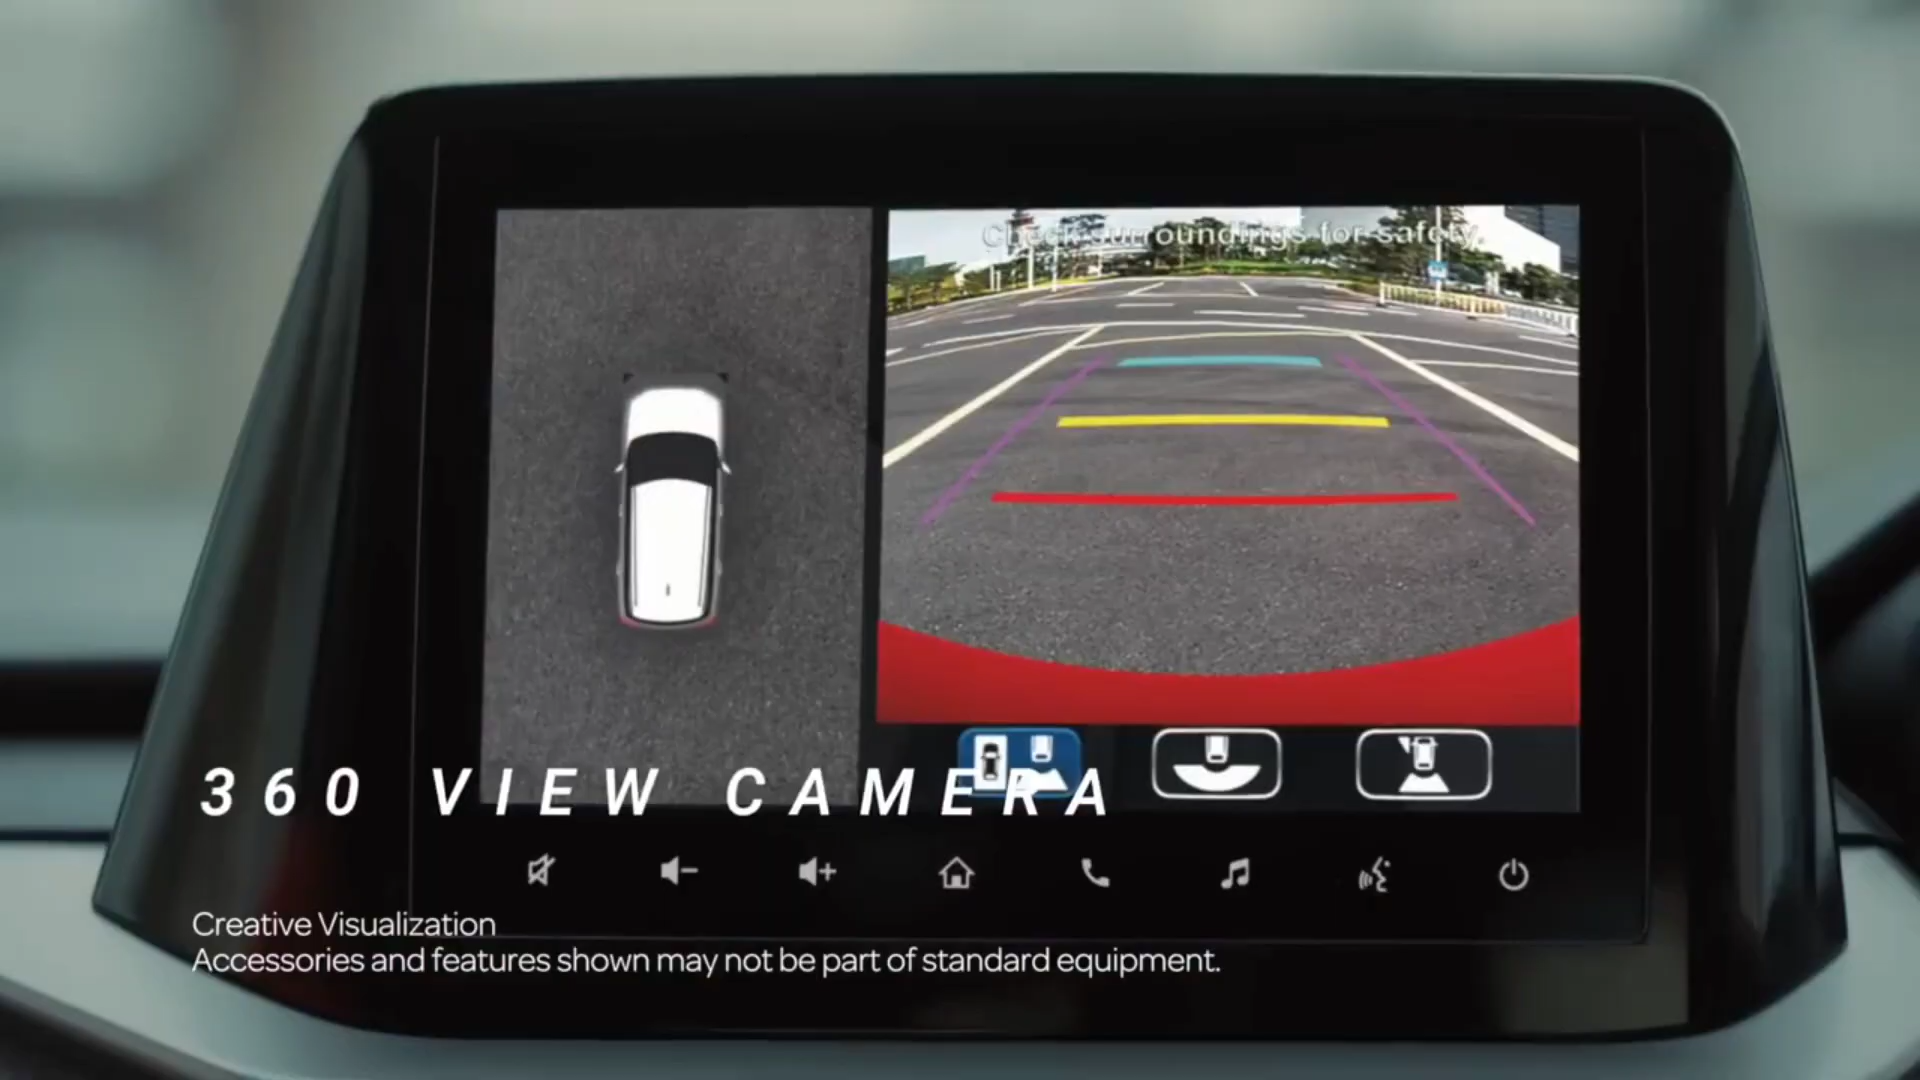 Check surroundings for safety.
360 VIEW CAMERA
Creative Visualization
Accessories and features shown may not be part of standard equipment.